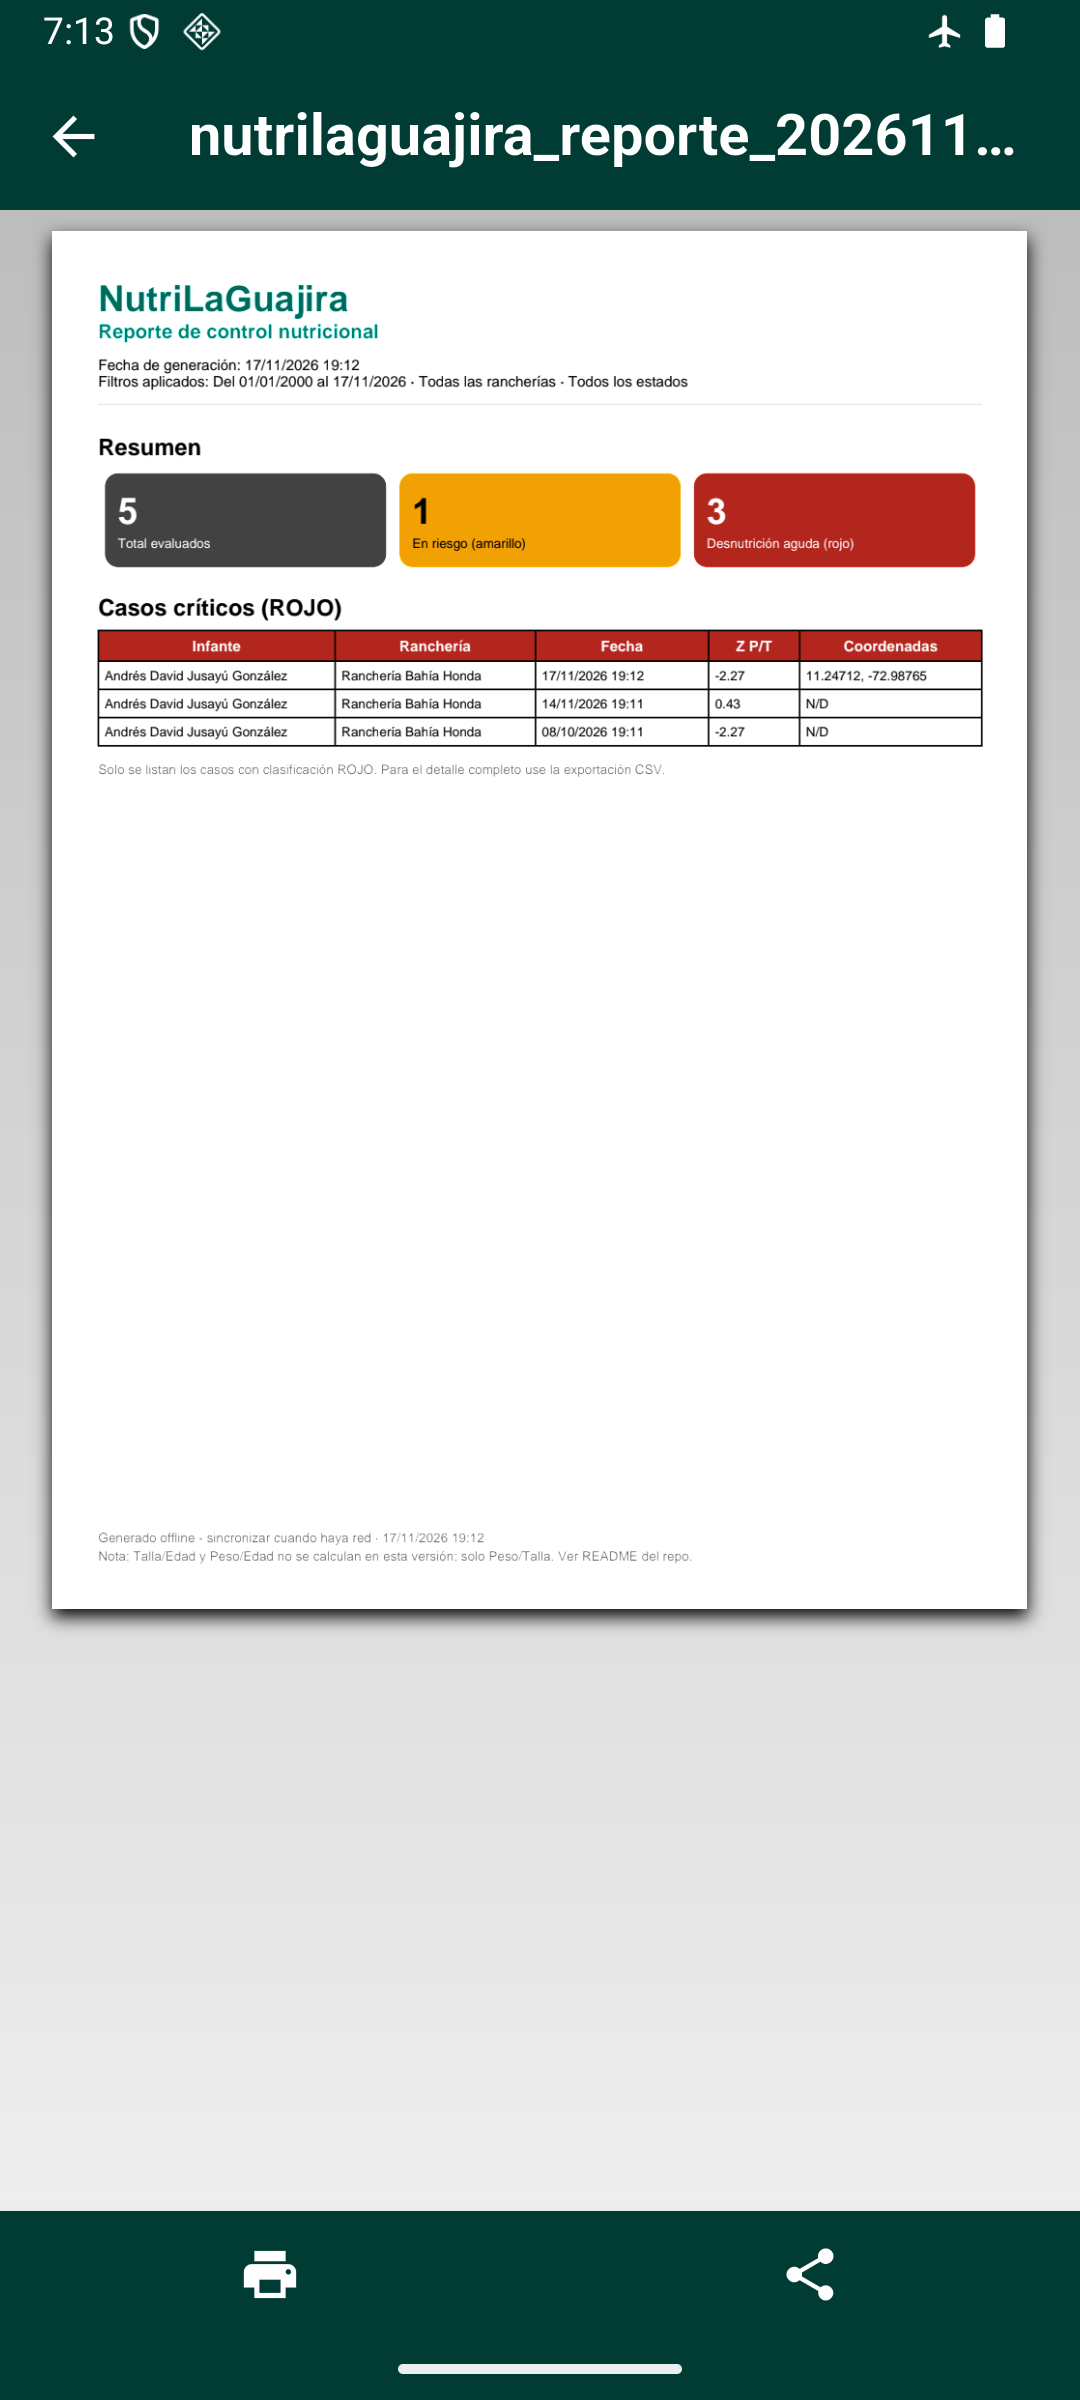 7:13
nutrilaguajira_reporte_202611...
NutriLaGuajira
Reporte de control nutricional
Fecha de generación: 17/11/2026 19:12
Filtros aplicados: Del 01/01/2000 al 17/11/2026 · Todas las rancherías · Todos los estados
Resumen
5
Total evaluados
1
En riesgo (amarillo)
3
Desnutrición aguda (rojo)
Casos críticos (ROJO)
Infante Ranchería Fecha Z P/T Coordenadas
Andrés David Jusayú González Ranchería Bahía Honda 17/11/2026 19:12 -2.27 11.24712, -72.98765
Andrés David Jusayú González Ranchería Bahía Honda 14/11/2026 19:11 0.43 N/D
Andrés David Jusayú González Ranchería Bahía Honda 08/10/2026 19:11 -2.27 N/D
Solo se listan los casos con clasificación ROJO. Para el detalle completo use la exportación CSV.
Generado offline - sincronizar cuando haya red · 17/11/2026 19:12
Nota: Talla/Edad y Peso/Edad no se calculan en esta versión; solo Peso/Talla. Ver README del repo.